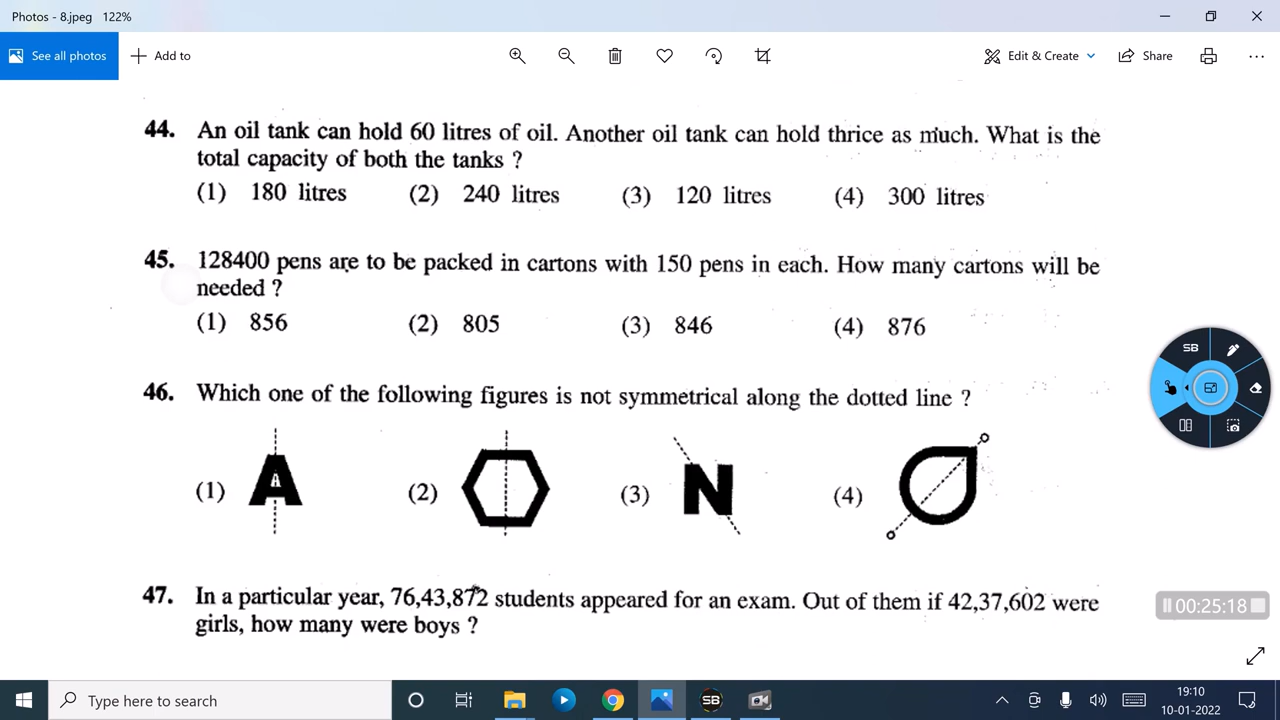 Photos - 8.jpeg 122%
See all photos
Add to
Edit & Create
Share
44. An oil tank can hold 60 litres of oil. Another oil tank can hold thrice as much. What is the
total capacity of both the tanks ?
(1) 180 litres (2) 240 litres (3) 120 litres (4) 300 litres
45. 128400 pens are to be packed in cartons with 150 pens in each. How many cartons will be
needed ?
(1) 856 (2) 805 (3) 846 (4) 876
46. Which one of the following figures is not symmetrical along the dotted line ?
(1) A (2) (3) N (4)
47. In a particular year, 76,43,872 students appeared for an exam. Out of them if 42,37,602 were
girls, how many were boys ?
SB
00:25:18
Type here to search
SB
19:10
10-01-2022